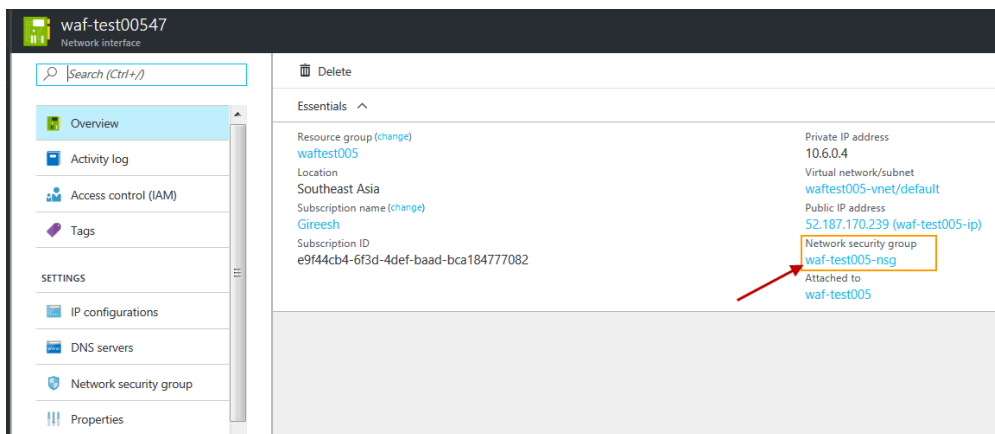 waf-test00547
Network interface
Search (Ctrl+/)
Overview
Activity log
Access control (IAM)
Tags
SETTINGS
IP configurations
DNS servers
Network security group
Properties
Delete
Essentials
Resource group (change)
waftest005
Location
Southeast Asia
Subscription name (change)
Gireesh
Subscription ID
e9f44cb4-6f3d-4def-baad-bca184777082
Private IP address
10.6.0.4
Virtual network/subnet
waftest005-vnet/default
Public IP address
52.187.170.239 (waf-test005-ip)
Network security group
waf-test005-nsg
Attached to
waf-test005